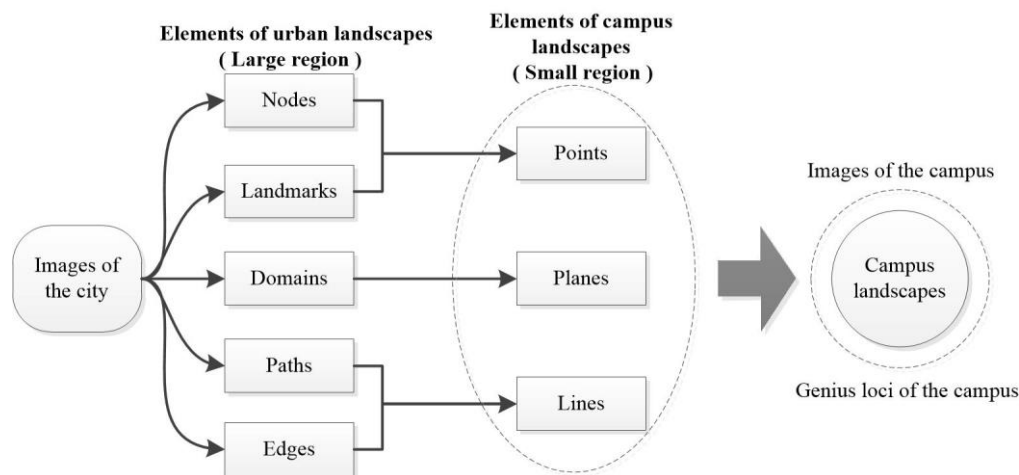 Elements of urban landscapes
( Large region )
Elements of campus
landscapes
( Small region )
Nodes
Landmarks
Domains
Paths
Edges
Images of
the city
Points
Planes
Lines
Images of the campus
Campus
landscapes
Genius loci of the campus